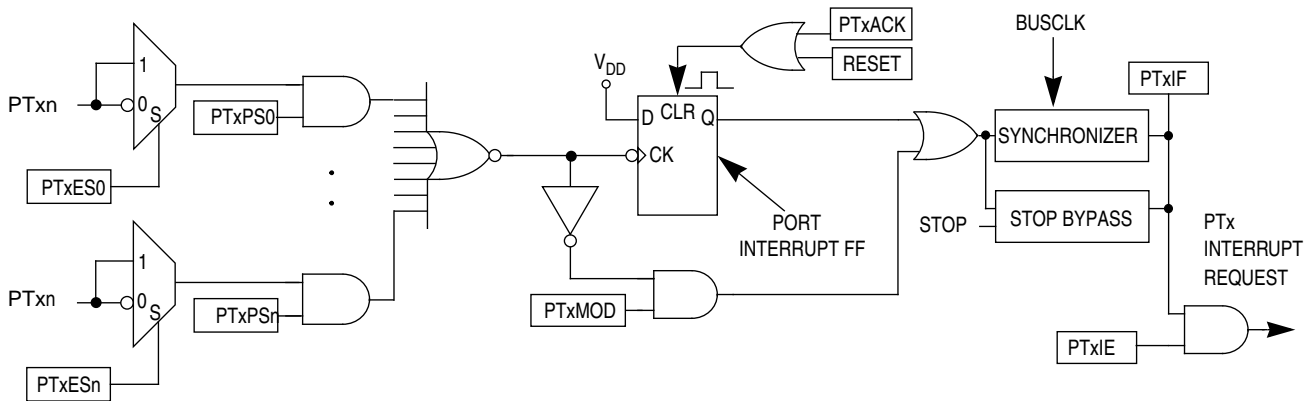 PTxn
1
0
S
PTxES0
PTxPS0
PTxn
1
0
S
PTxESn
PTxPSn
VDD
D CLR Q
CK
PTxACK
RESET
PORT
INTERRUPT FF
PTxMOD
BUSCLK
SYNCHRONIZER
STOP
STOP BYPASS
PTxIF
PTx
INTERRUPT
REQUEST
PTxIE